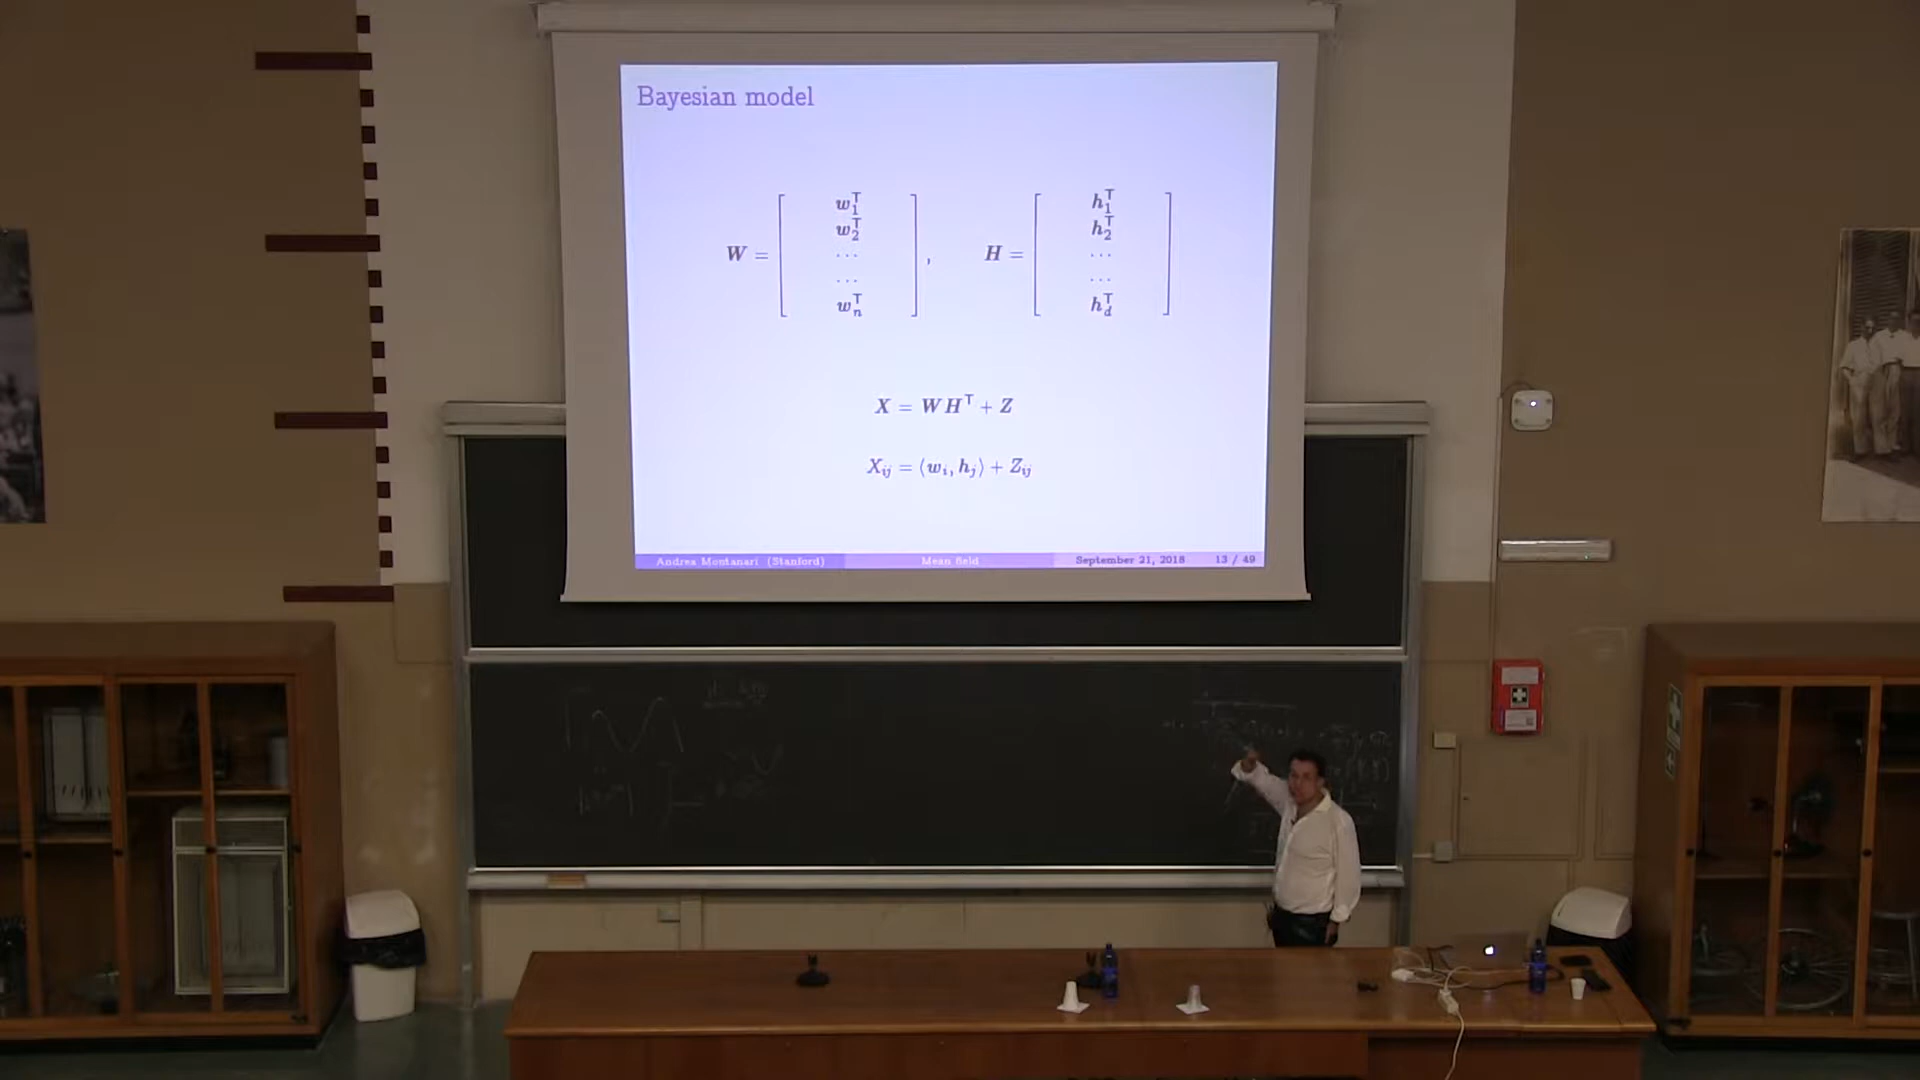 Bayesian model
W = [ w_1^T w_2^T ... ... w_n^T ] , H = [ h_1^T h_2^T ... ... h_d^T ]
X = W H^T + Z
X_ij = ⟨w_i, h_j⟩ + Z_ij
Andrea Montanari (Stanford) Mean field September 21, 2018 13 / 49